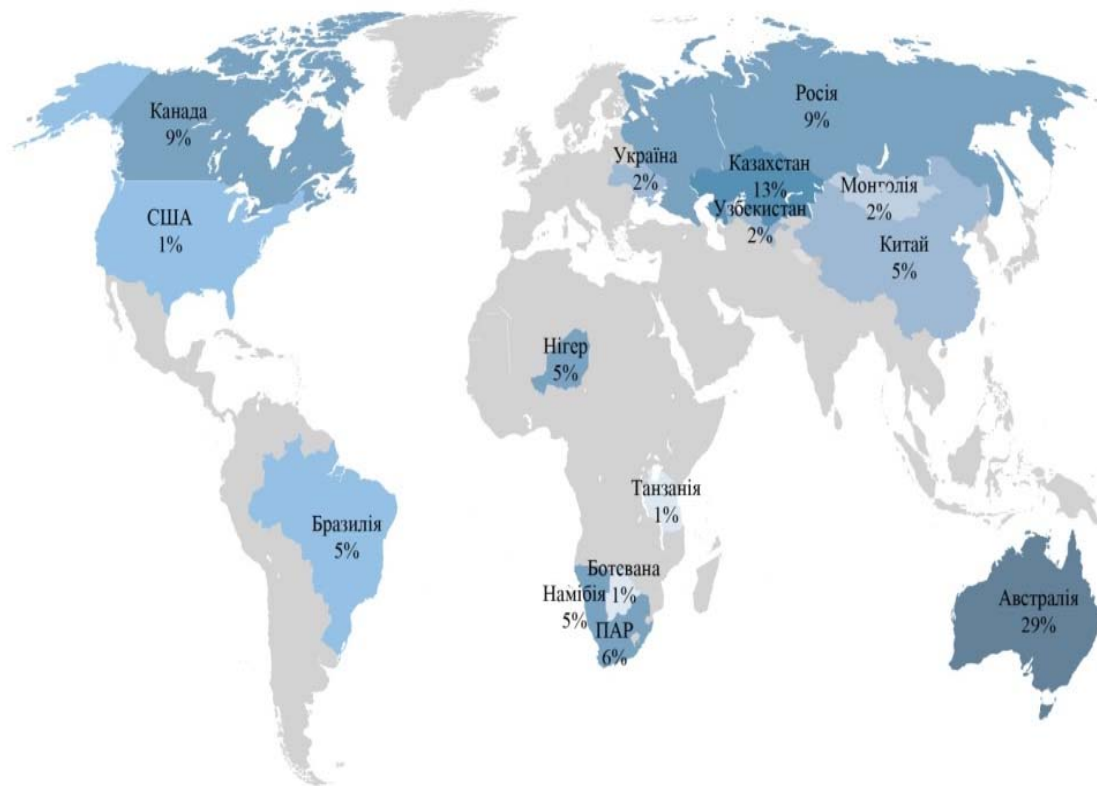 Канада
9%
США
1%
Бразилія
5%
Росія
9%
Україна
2%
Казахстан
13%
Монголія
2%
Узбекистан
2%
Китай
5%
Нігер
5%
Танзанія
1%
Ботсвана
1%
Намібія
5%
ПАР
6%
Австралія
29%